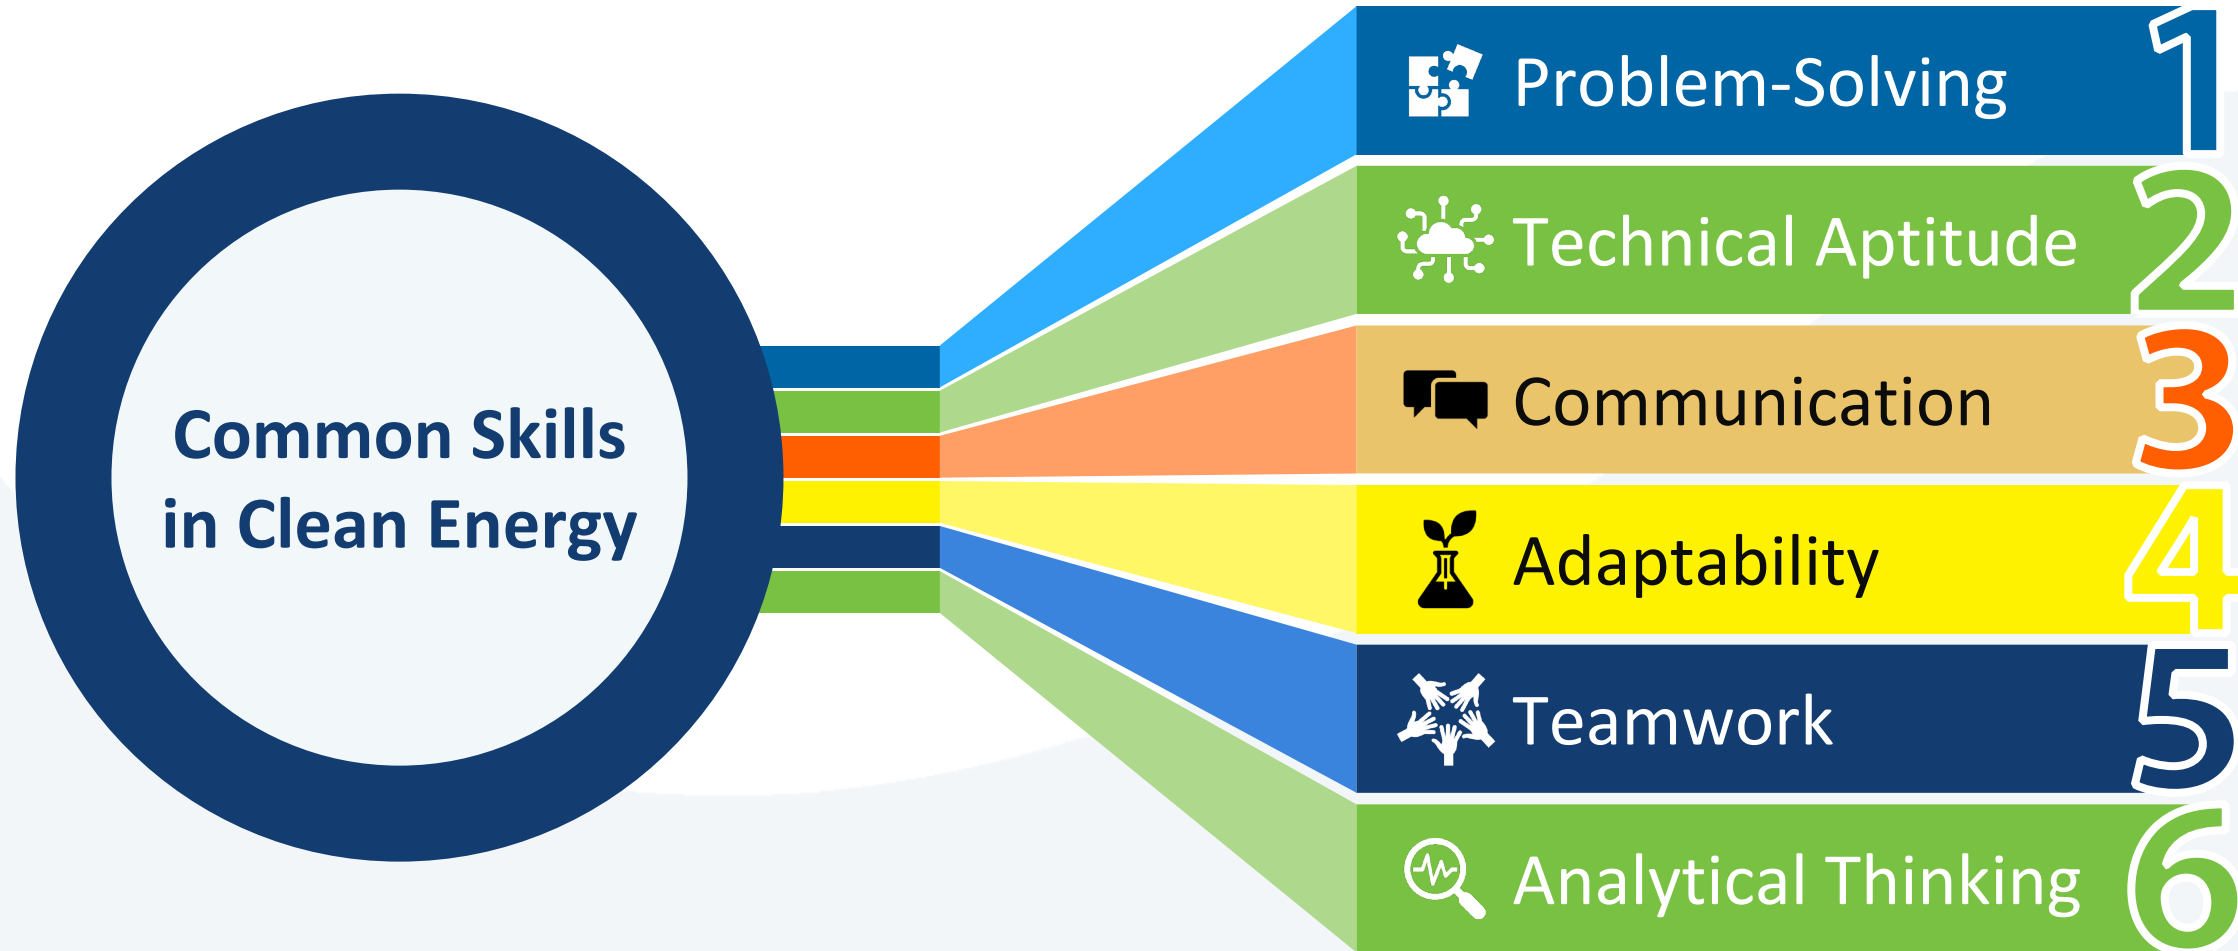 Common Skills
in Clean Energy
Problem-Solving 1
Technical Aptitude 2
Communication 3
Adaptability 4
Teamwork 5
Analytical Thinking 6